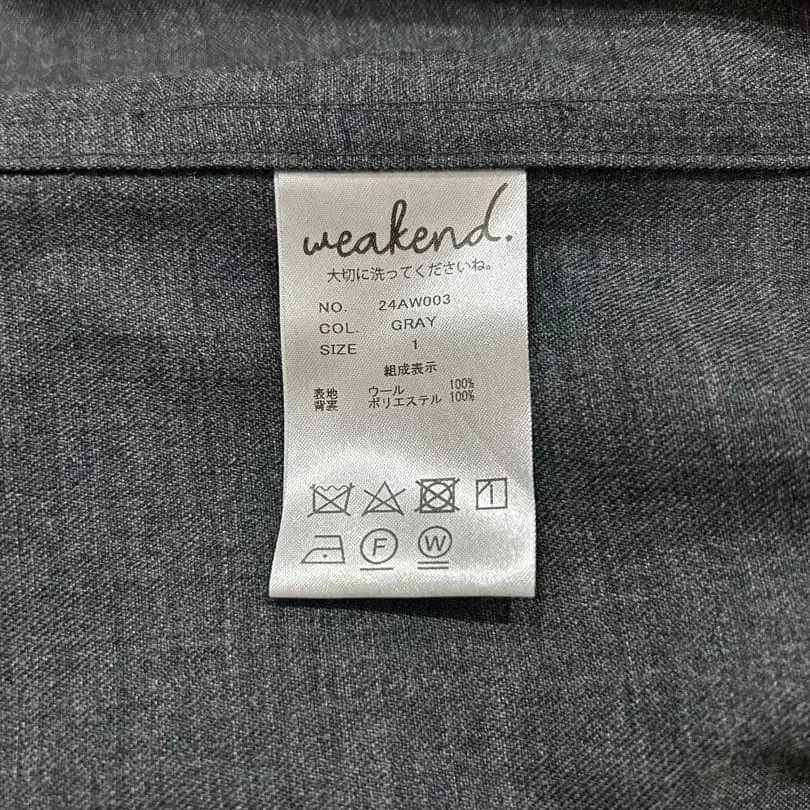 weakend.
大切に洗ってくださいね。
NO. 24AW003
COL. GRAY
SIZE 1
組成表示
表地 ウール 100%
背裏 ポリエステル 100%
F W